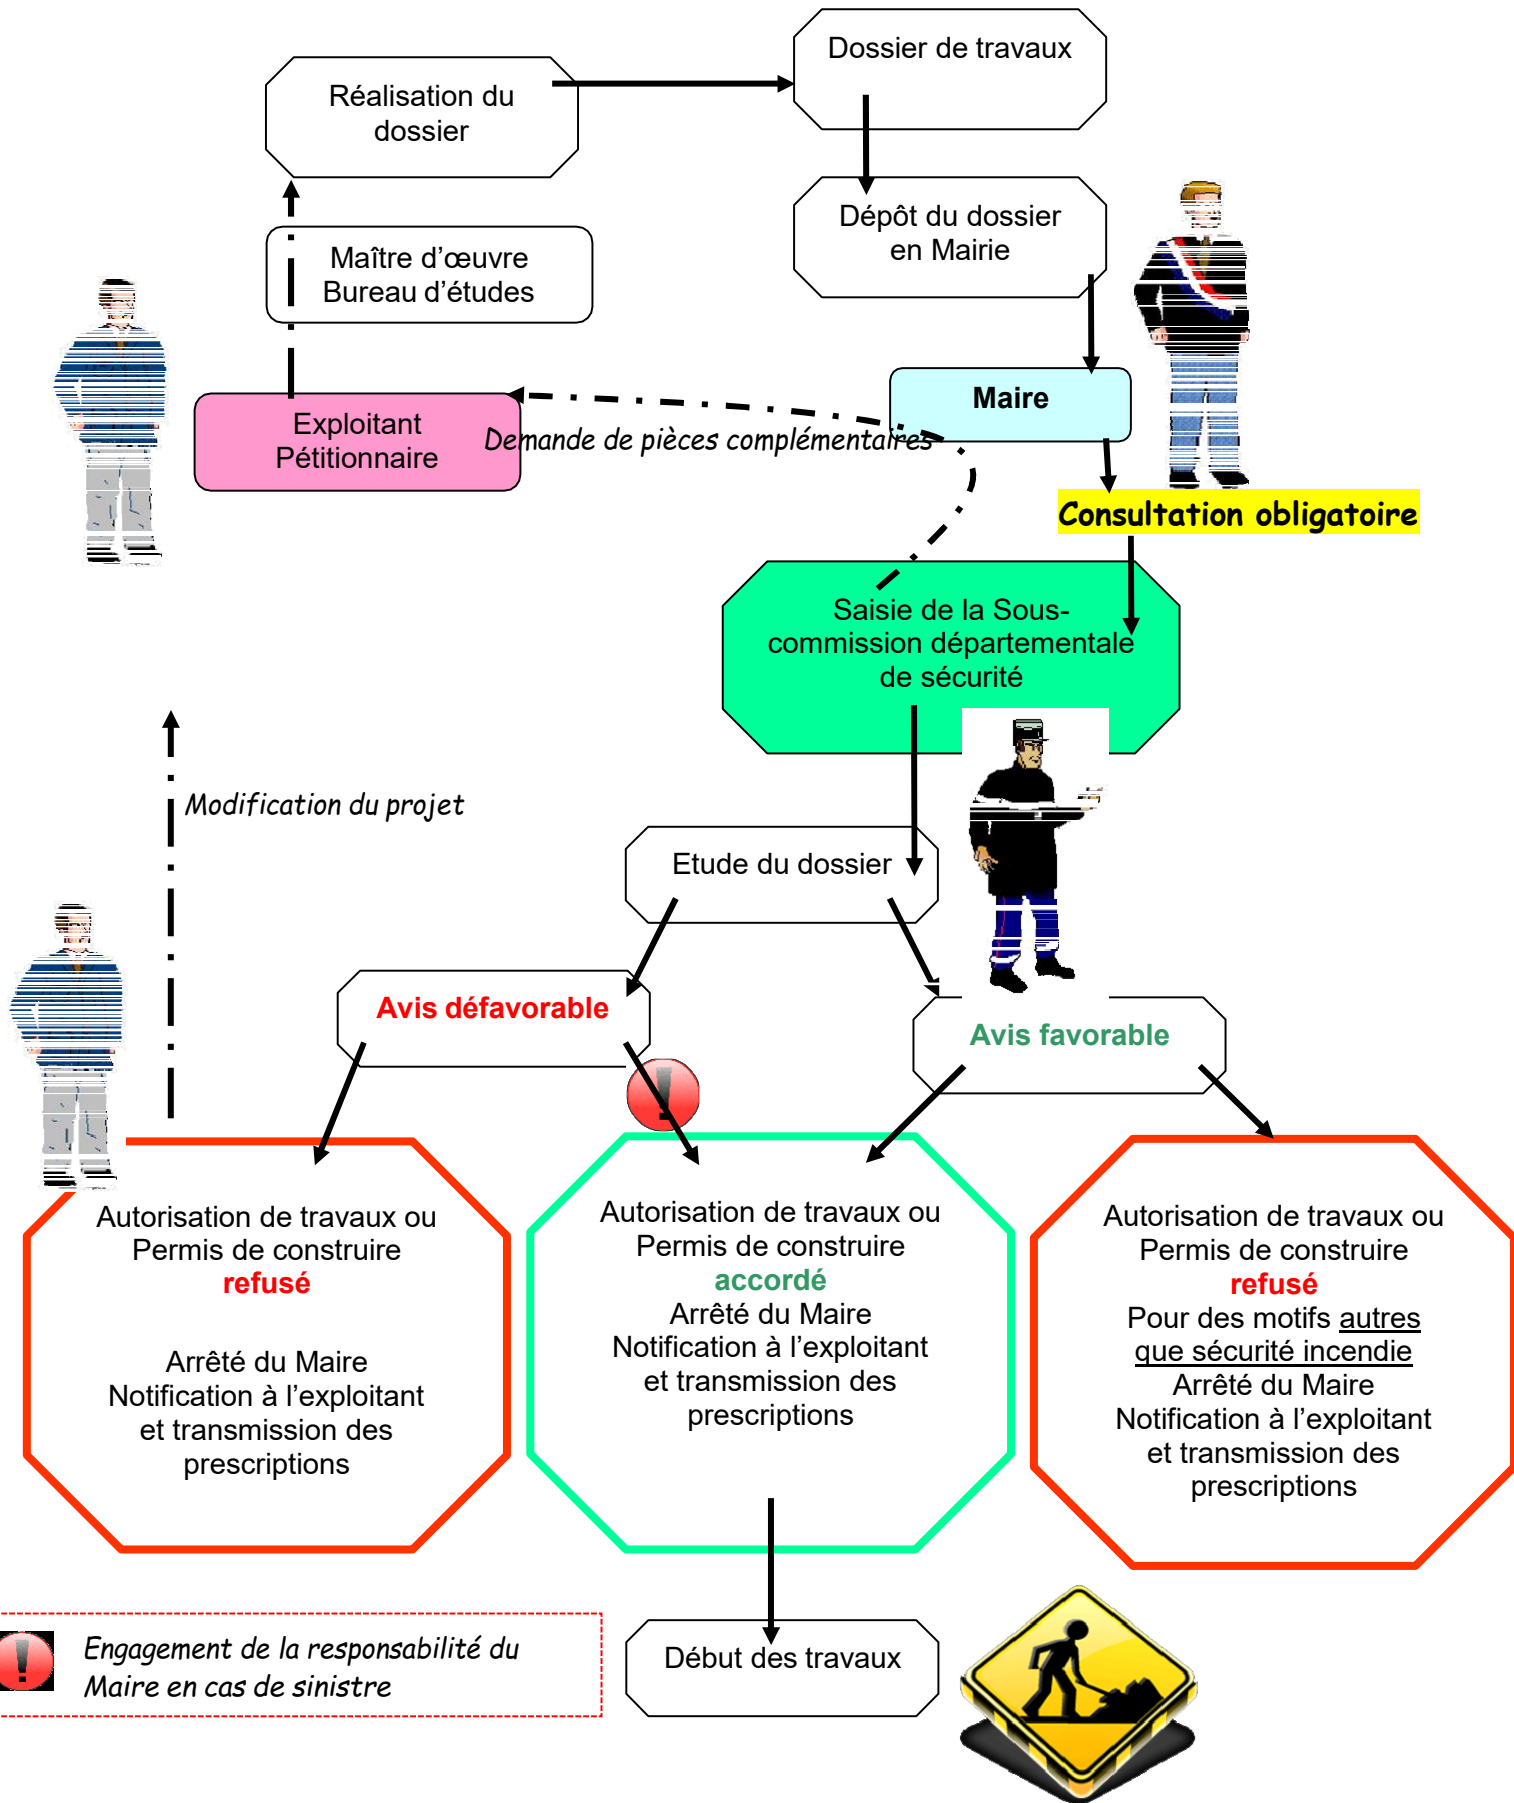 Dossier de travaux
Réalisation du
dossier
Dépôt du dossier
en Mairie
Maître d’œuvre
Bureau d’études
Maire
Exploitant
Pétitionnaire
Demande de pièces complémentaires
Consultation obligatoire
Saisie de la Sous-
commission départementale
de sécurité
Modification du projet
Etude du dossier
Avis défavorable
Avis favorable
Autorisation de travaux ou
Permis de construire
refusé
Arrêté du Maire
Notification à l’exploitant
et transmission des
prescriptions
Autorisation de travaux ou
Permis de construire
accordé
Arrêté du Maire
Notification à l’exploitant
et transmission des
prescriptions
Autorisation de travaux ou
Permis de construire
refusé
Pour des motifs autres
que sécurité incendie
Arrêté du Maire
Notification à l’exploitant
et transmission des
prescriptions
Engagement de la responsabilité du
Maire en cas de sinistre
Début des travaux